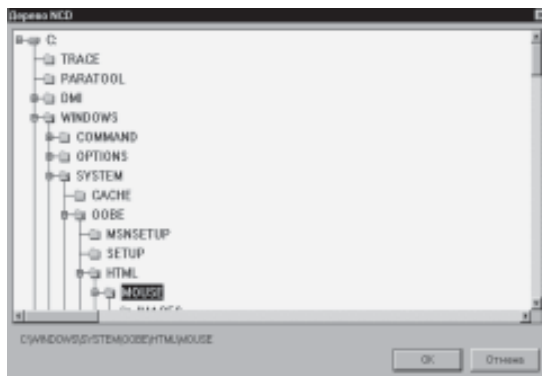 Дерево NCD
C:
TRACE
PARATOOL
DMI
WINDOWS
COMMAND
OPTIONS
SYSTEM
CACHE
OOBE
MSNSETUP
SETUP
HTML
MOUSE
C:\WINDOWS\SYSTEM\OOBE\HTML\MOUSE
OK
Отмена